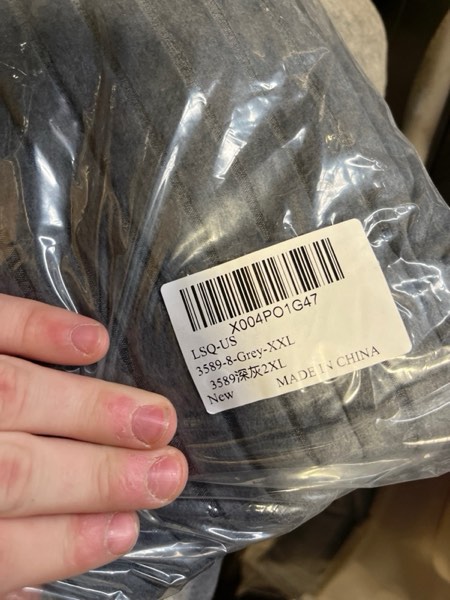 X004PO1G47
LSQ-US
3589-8-Grey-XXL
3589深灰2XL
New MADE IN CHINA